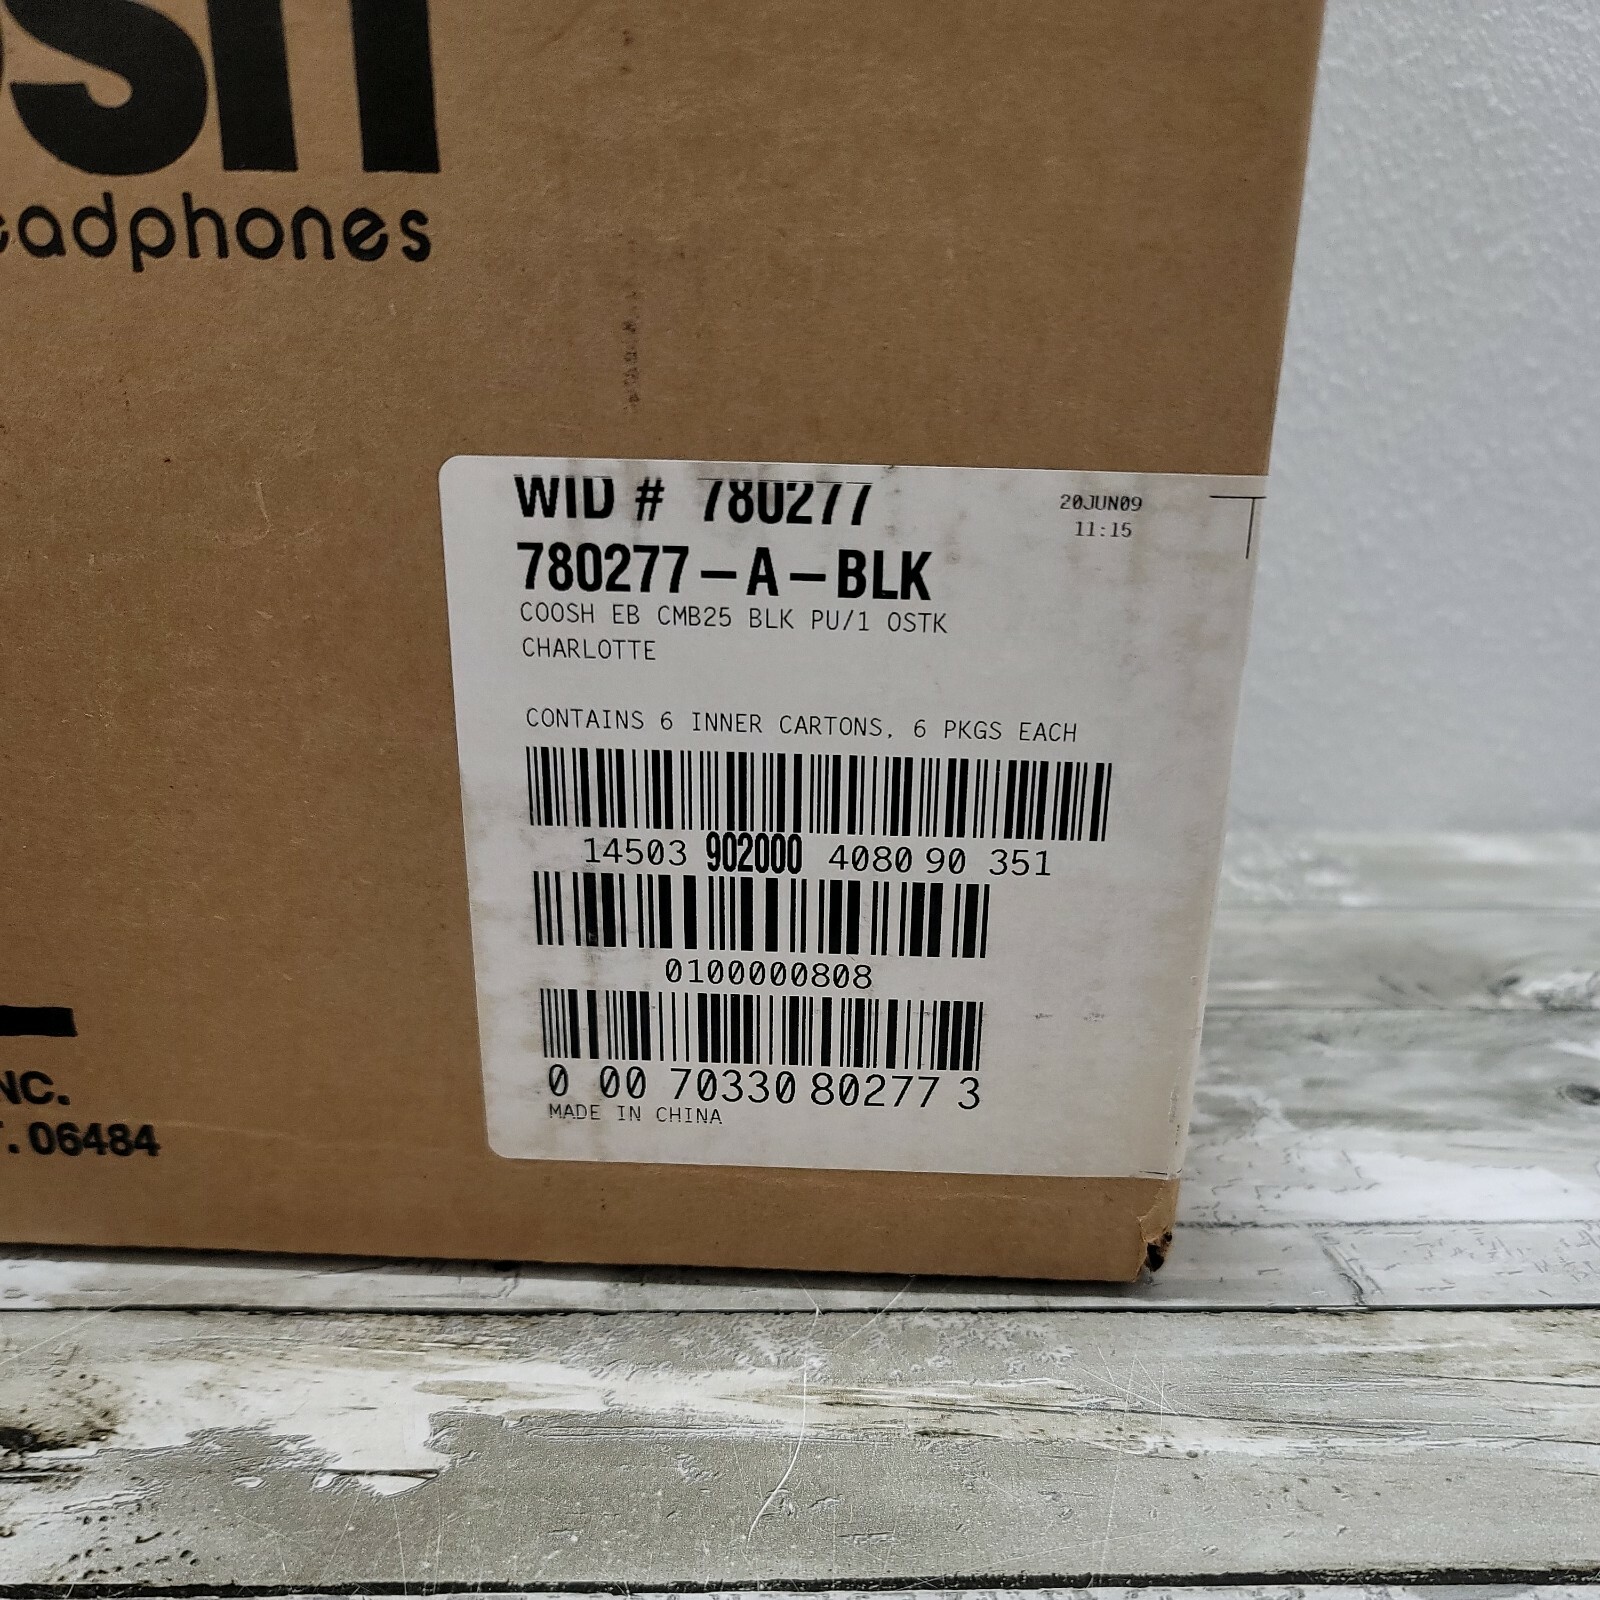 osh
eadphones
WID # 780277
20JUN09
11:15
780277-A-BLK
COOSH EB CMB25 BLK PU/1 OSTK
CHARLOTTE
CONTAINS 6 INNER CARTONS, 6 PKGS EACH
14503 902000 4080 90 351
0100000808
0 00 70330 80277 3
MADE IN CHINA
NC.
T. 06484